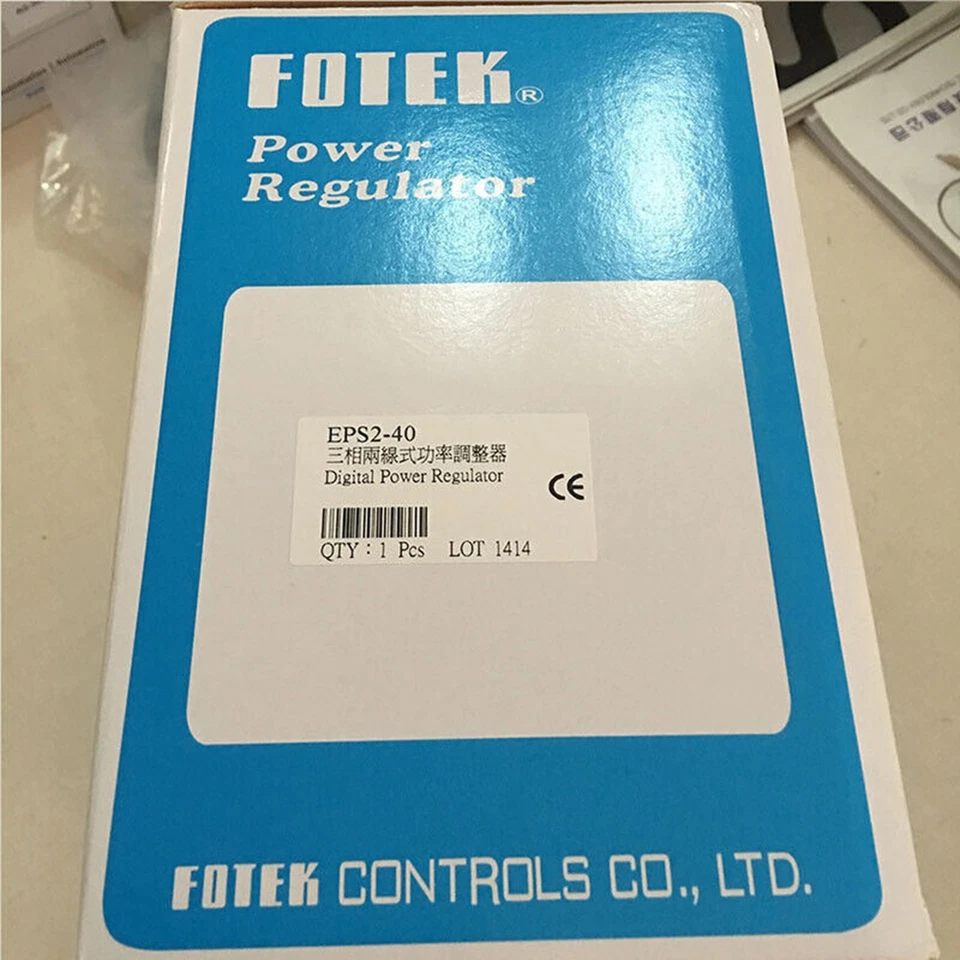 FOTEK®
Power
Regulator
EPS2-40
三相兩線式功率調整器
Digital Power Regulator
CE
QTY：1 Pcs LOT 1414
FOTEK CONTROLS CO., LTD.